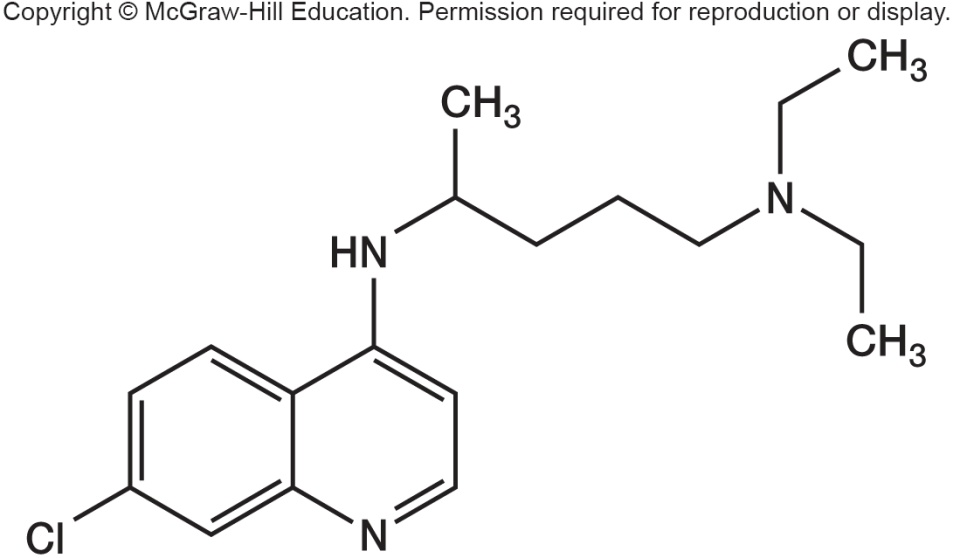 Copyright © McGraw-Hill Education. Permission required for reproduction or display.
CH₃
CH₃
N
HN
CH₃
Cl
N